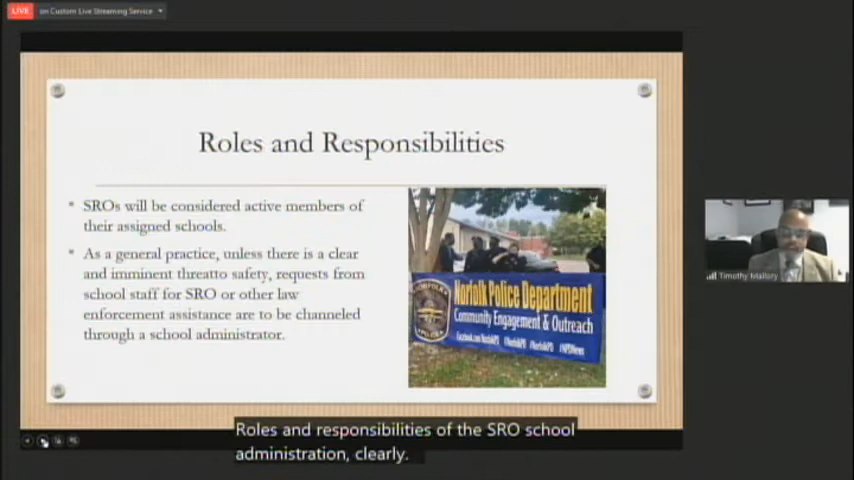 LIVE on Custom Live Streaming Service
Roles and Responsibilities
SROs will be considered active members of
their assigned schools.
As a general practice, unless there is a clear
and imminent threatto safety, requests from
school staff for SRO or other law
enforcement assistance are to be channeled
through a school administrator.
NORFOLK
POLICE
Norfolk Police Department
Community Engagement & Outreach
Timothy Mallory
Roles and responsibilities of the SRO school
administration, clearly.